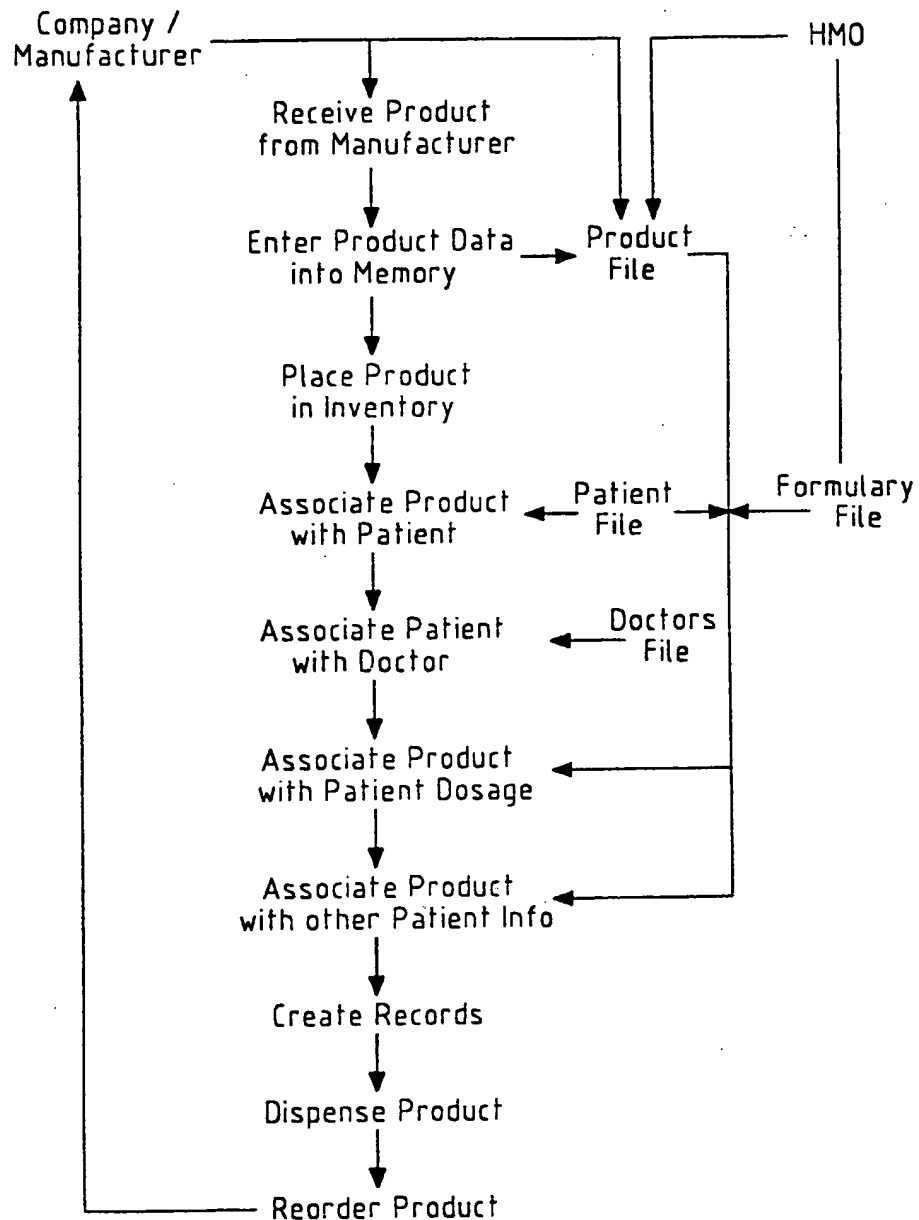 Company /
Manufacturer
HMO
Receive Product
from Manufacturer
Enter Product Data
into Memory
Product
File
Place Product
in Inventory
Associate Product
with Patient
Patient
File
Formulary
File
Associate Patient
with Doctor
Doctors
File
Associate Product
with Patient Dosage
Associate Product
with other Patient Info
Create Records
Dispense Product
Reorder Product